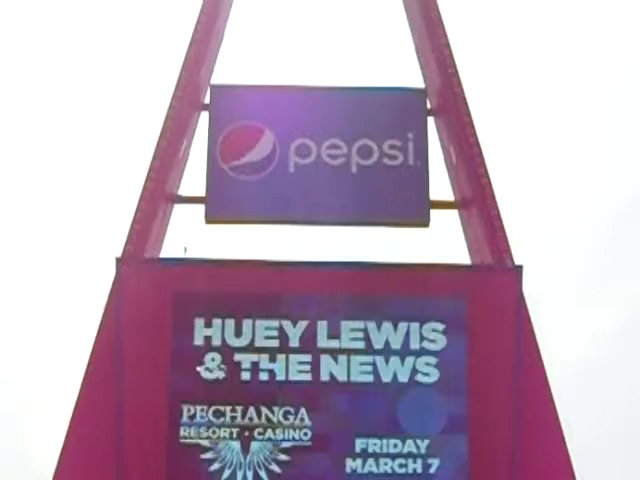 pepsi.
HUEY LEWIS
& THE NEWS
PECHANGA
RESORT • CASINO
FRIDAY
MARCH 7